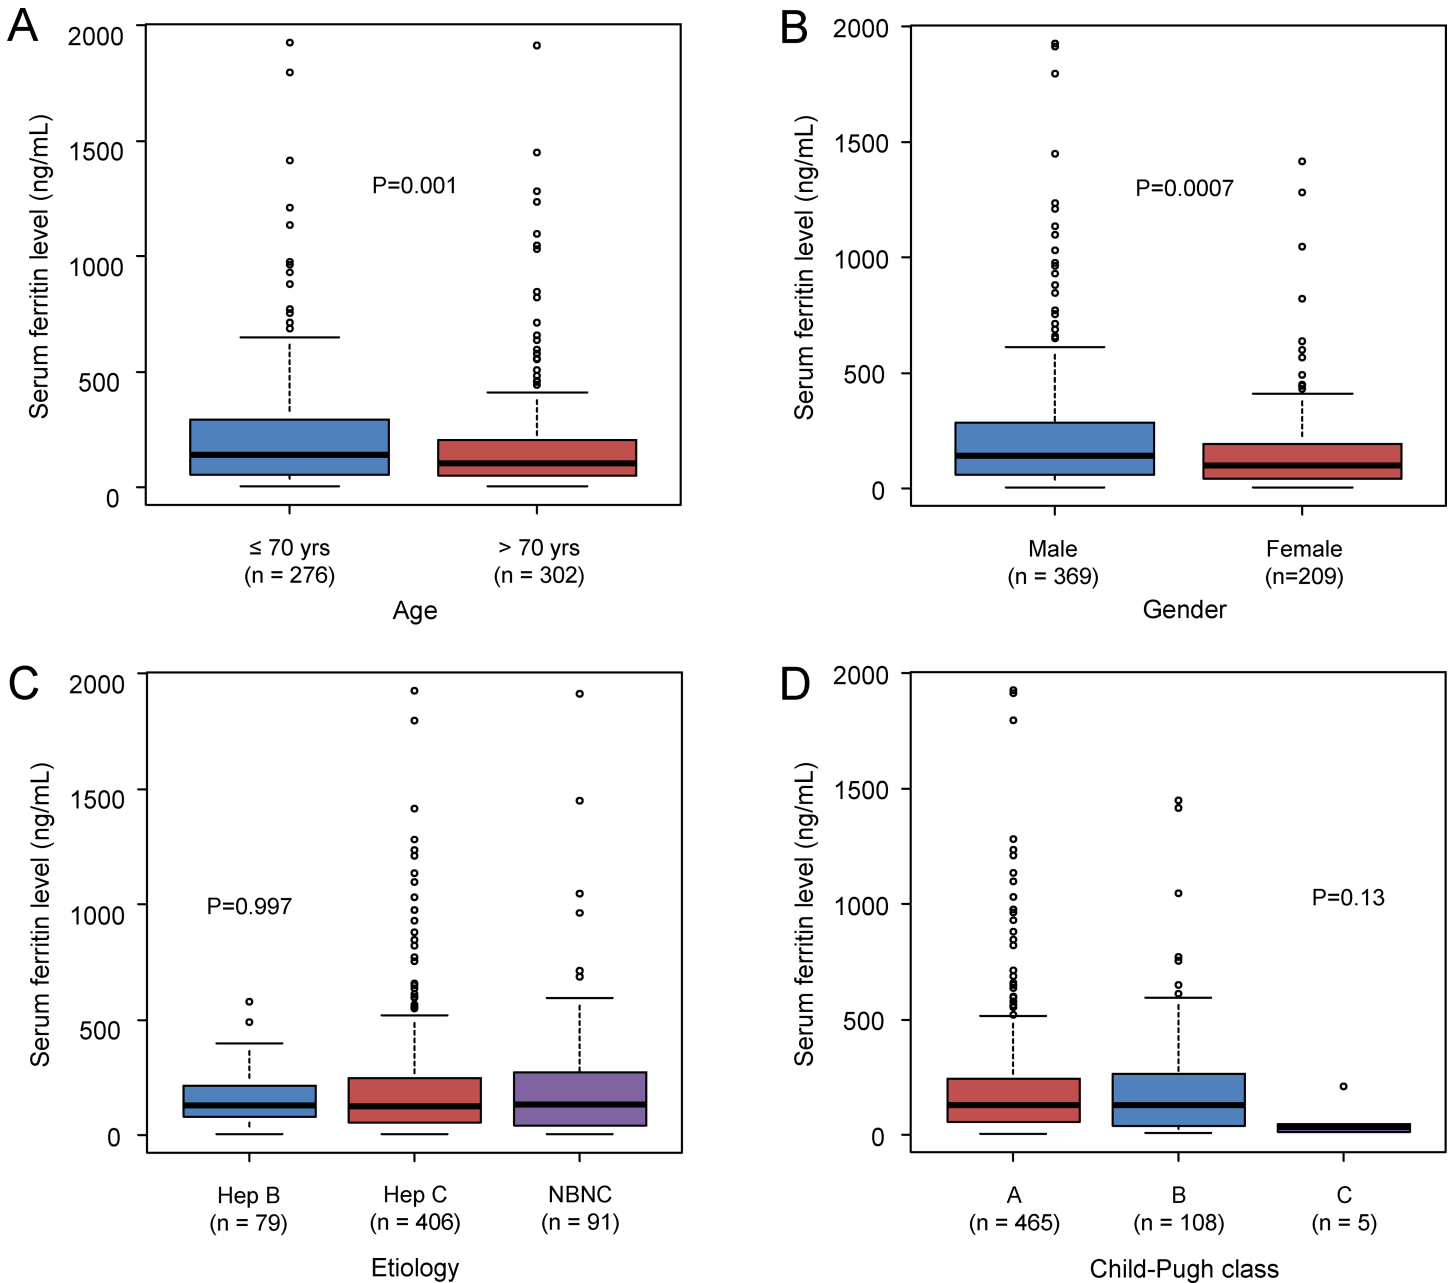 A
Serum ferritin level (ng/mL)
2000
1500
1000
500
0
P=0.001
≤ 70 yrs
(n = 276)
> 70 yrs
(n = 302)
Age
B
Serum ferritin level (ng/mL)
2000
1500
1000
500
0
P=0.0007
Male
(n = 369)
Female
(n=209)
Gender
C
Serum ferritin level (ng/mL)
2000
1500
1000
500
0
P=0.997
Hep B
(n = 79)
Hep C
(n = 406)
NBNC
(n = 91)
Etiology
D
Serum ferritin level (ng/mL)
2000
1500
1000
500
0
P=0.13
A
(n = 465)
B
(n = 108)
C
(n = 5)
Child-Pugh class